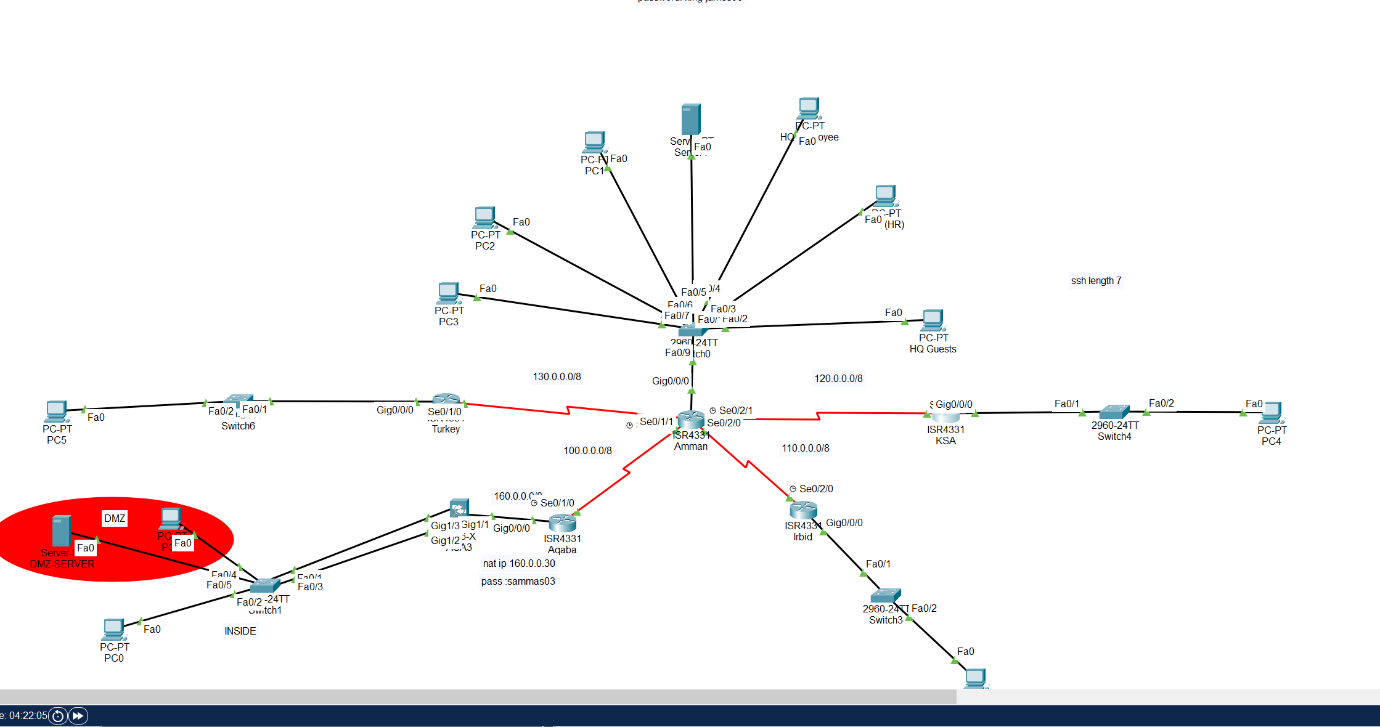 Fa0
PC-PT
Fa0
oyee
Fa0
PC1
Fa0
PC-PT
PC2
Fa0
(HR)
Fa0
PC-PT
PC3
ssh length 7
Fa0/5
Fa0/6
Fa0/3
Fa0/7
Fa0/2
Fa0
PC-PT
HQ Guests
Fa0/9
130.0.0.0/8
Gig0/0/0
120.0.0.0/8
Fa0
PC-PT
PC5
Fa0/2
Fa0/1
Switch6
Gig0/0/0
Se0/1/0
Turkey
Se0/1/1
Se0/2/1
Se0/2/0
ISR4331
Amman
Gig0/0/0
ISR4331
KSA
Fa0/1
2960-24TT
Switch4
Fa0/2
Fa0
PC-PT
PC4
100.0.0.0/8
110.0.0.0/8
DMZ
Fa0
Fa0
DMZ-SERVER
Gig1/3
Gig1/1
Gig1/2
Se0/1/0
Gig0/0/0
ISR4331
Aqaba
nat ip 160.0.0.30
pass :sammas03
Se0/2/0
ISR4331
Irbid
Gig0/0/0
Fa0/4
Fa0/5
Fa0/1
Fa0/3
Fa0/2
Fa0
PC-PT
PC0
INSIDE
Fa0/1
2960-24TT
Switch3
Fa0/2
Fa0
e: 04:22:05